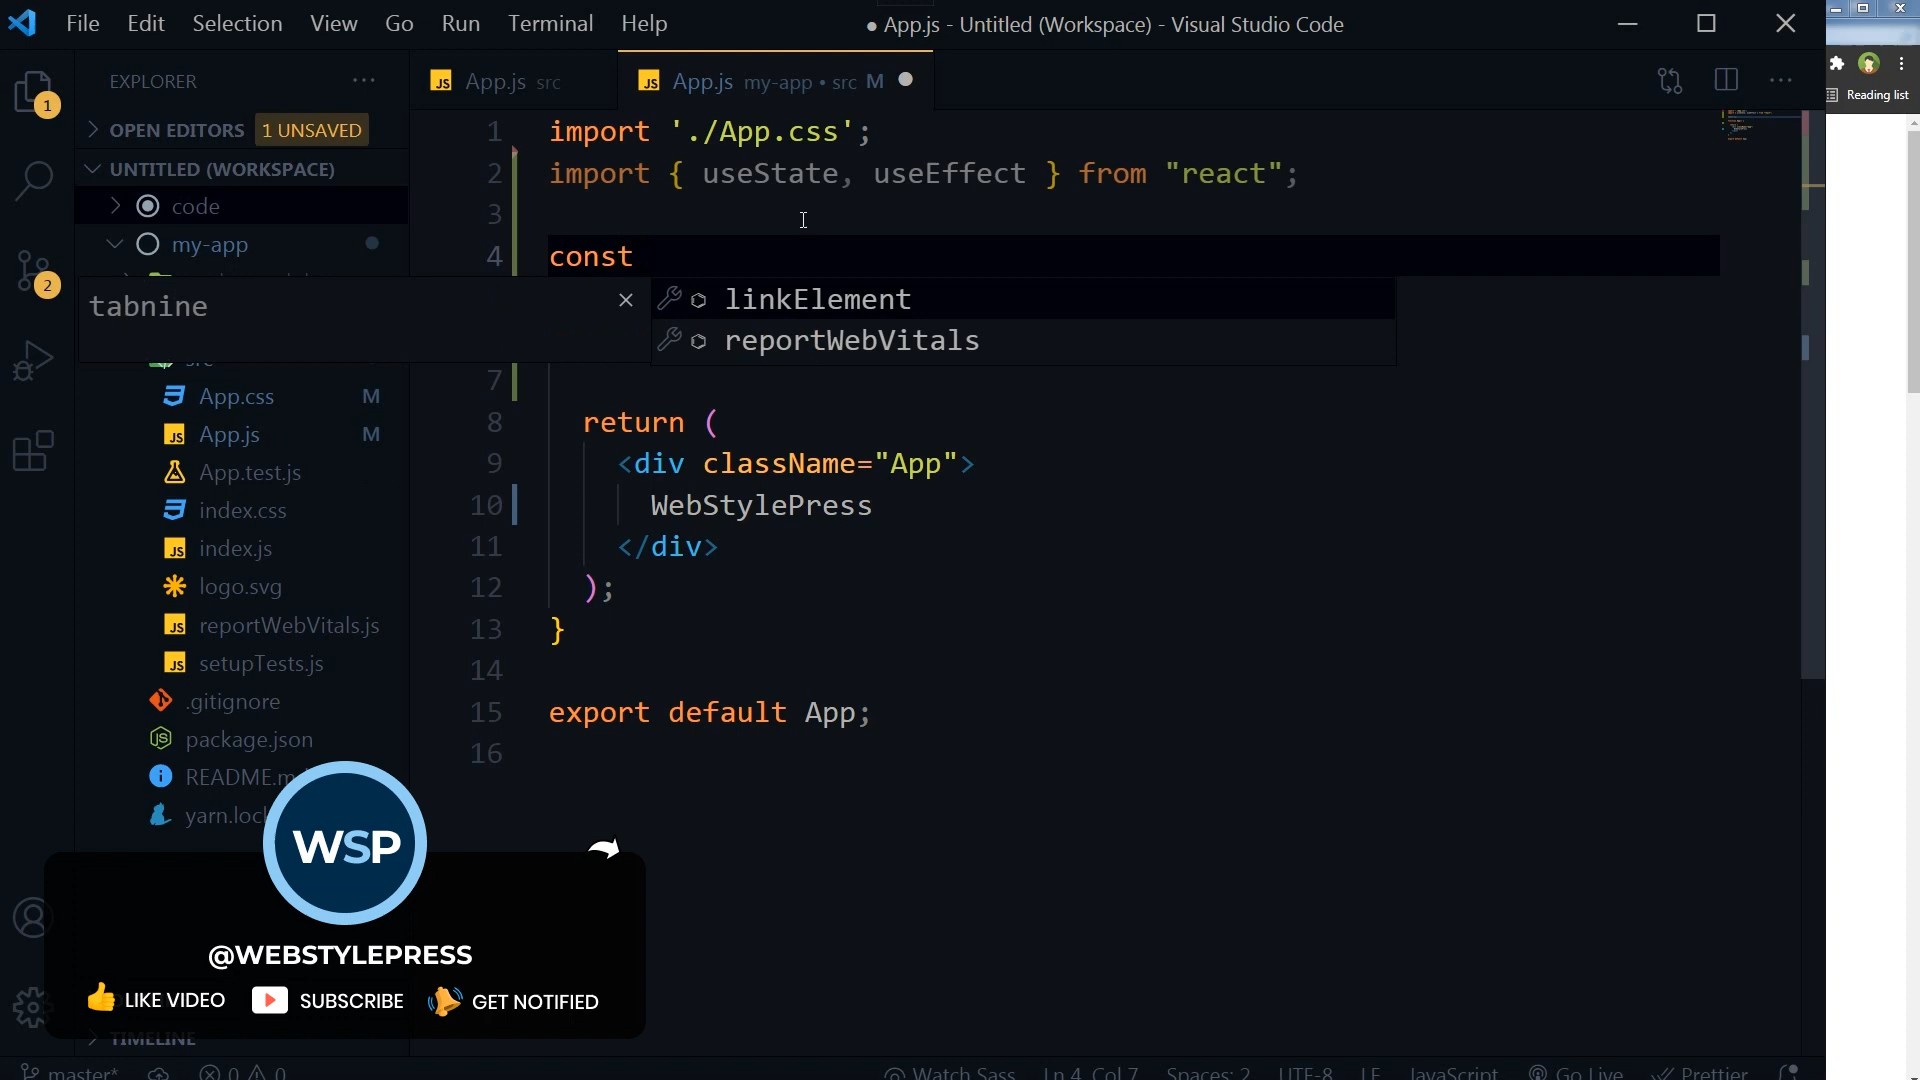 File Edit Selection View Go Run Terminal Help
● App.js - Untitled (Workspace) - Visual Studio Code
EXPLORER ···
JS App.js src
JS App.js my-app • src M
Reading list
1
OPEN EDITORS 1 UNSAVED
UNTITLED (WORKSPACE)
code
my-app
2
tabnine
linkElement
reportWebVitals
App.css M
JS App.js M
App.test.js
index.css
JS index.js
logo.svg
JS reportWebVitals.js
JS setupTests.js
.gitignore
package.json
README.m
yarn.loc
1 import './App.css';
2 import { useState, useEffect } from "react";
3
4 const
7
8 return (
9 <div className="App">
10 WebStylePress
11 </div>
12 );
13 }
14
15 export default App;
16
WSP
@WEBSTYLEPRESS
LIKE VIDEO SUBSCRIBE GET NOTIFIED
TIMELINE
master* 0 0
Watch Sass Ln 4, Col 7 Spaces: 2 UTF-8 LF JavaScript Go Live Prettier